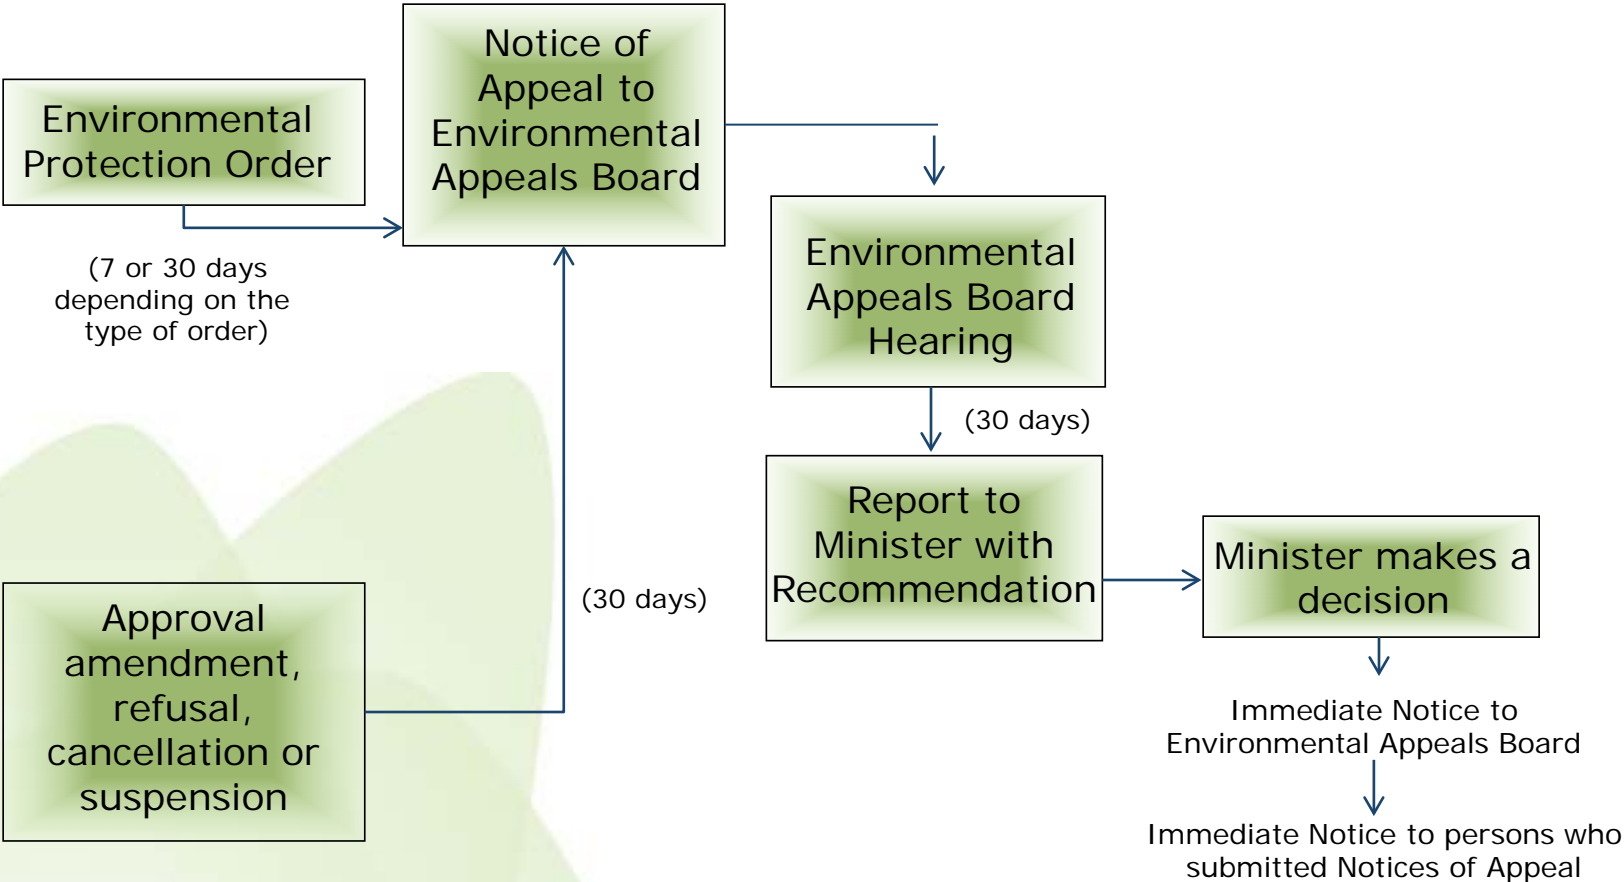 Environmental
Protection Order
(7 or 30 days
depending on the
type of order)
Notice of
Appeal to
Environmental
Appeals Board
Approval
amendment,
refusal,
cancellation or
suspension
(30 days)
Environmental
Appeals Board
Hearing
(30 days)
Report to
Minister with
Recommendation
Minister makes a
decision
Immediate Notice to
Environmental Appeals Board
Immediate Notice to persons who
submitted Notices of Appeal